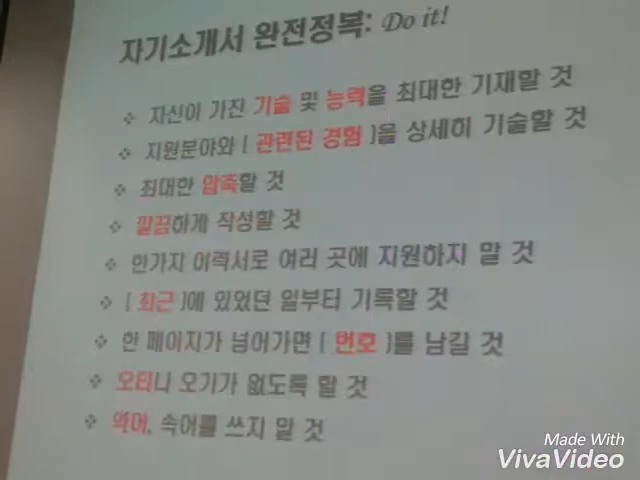 자기소개서 완전정복: Do it!
❖ 자신이 가진 기술 및 능력을 최대한 기재할 것
❖ 지원분야와 [ 관련된 경험 ]을 상세히 기술할 것
❖ 최대한 압축할 것
❖ 깔끔하게 작성할 것
❖ 한가지 이력서로 여러 곳에 지원하지 말 것
❖ [ 최근 ]에 있었던 일부터 기록할 것
❖ 한 페이지가 넘어가면 [ 번호 ]를 남길 것
❖ 오타나 오기가 없도록 할 것
❖ 약어, 속어를 쓰지 말 것
Made With
VivaVideo